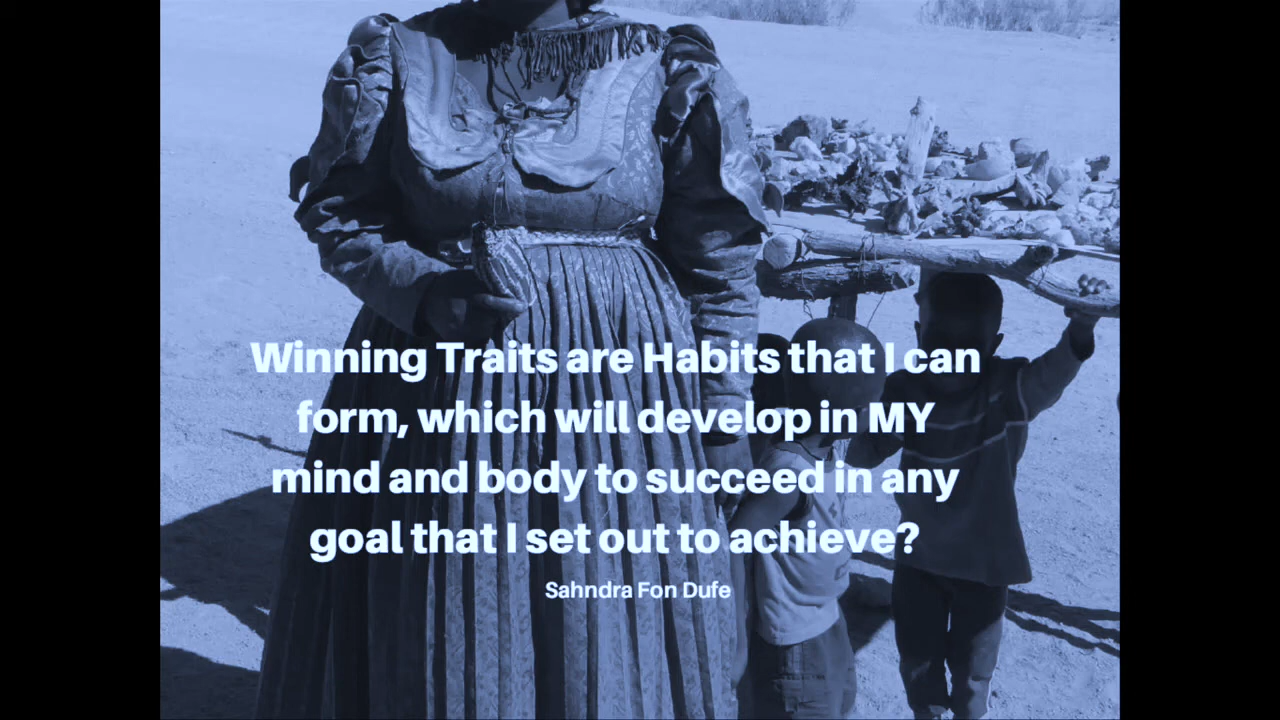 Winning Traits are Habits that I can
form, which will develop in MY
mind and body to succeed in any
goal that I set out to achieve?
Sahndra Fon Dufe